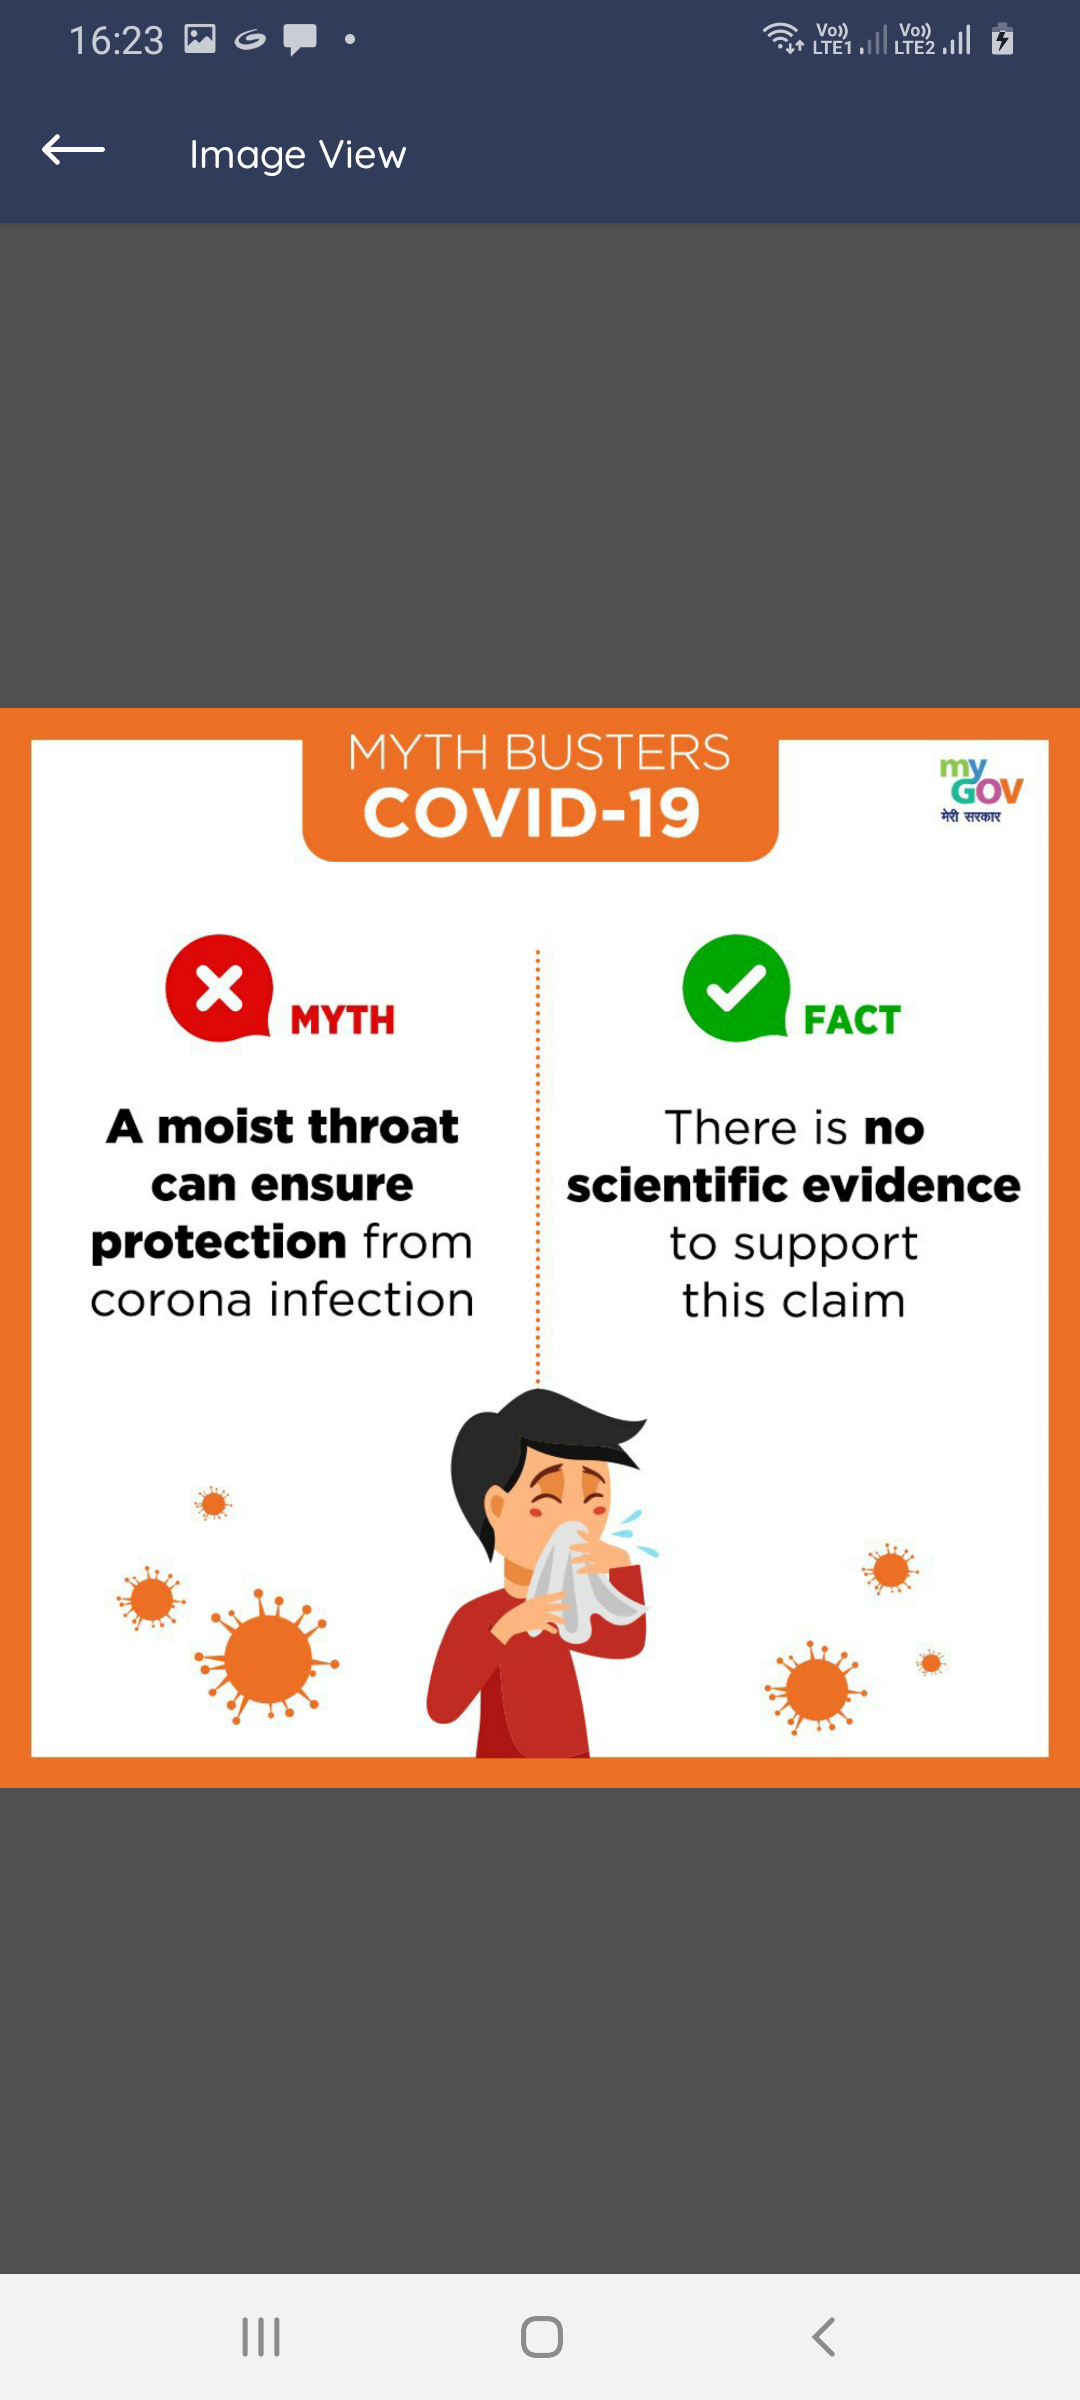 16:23
Vo)) LTE1 Vo)) LTE2
Image View
MYTH BUSTERS
COVID-19
my
GOV
मेरी सरकार
MYTH
A moist throat
can ensure
protection from
corona infection
FACT
There is no
scientific evidence
to support
this claim